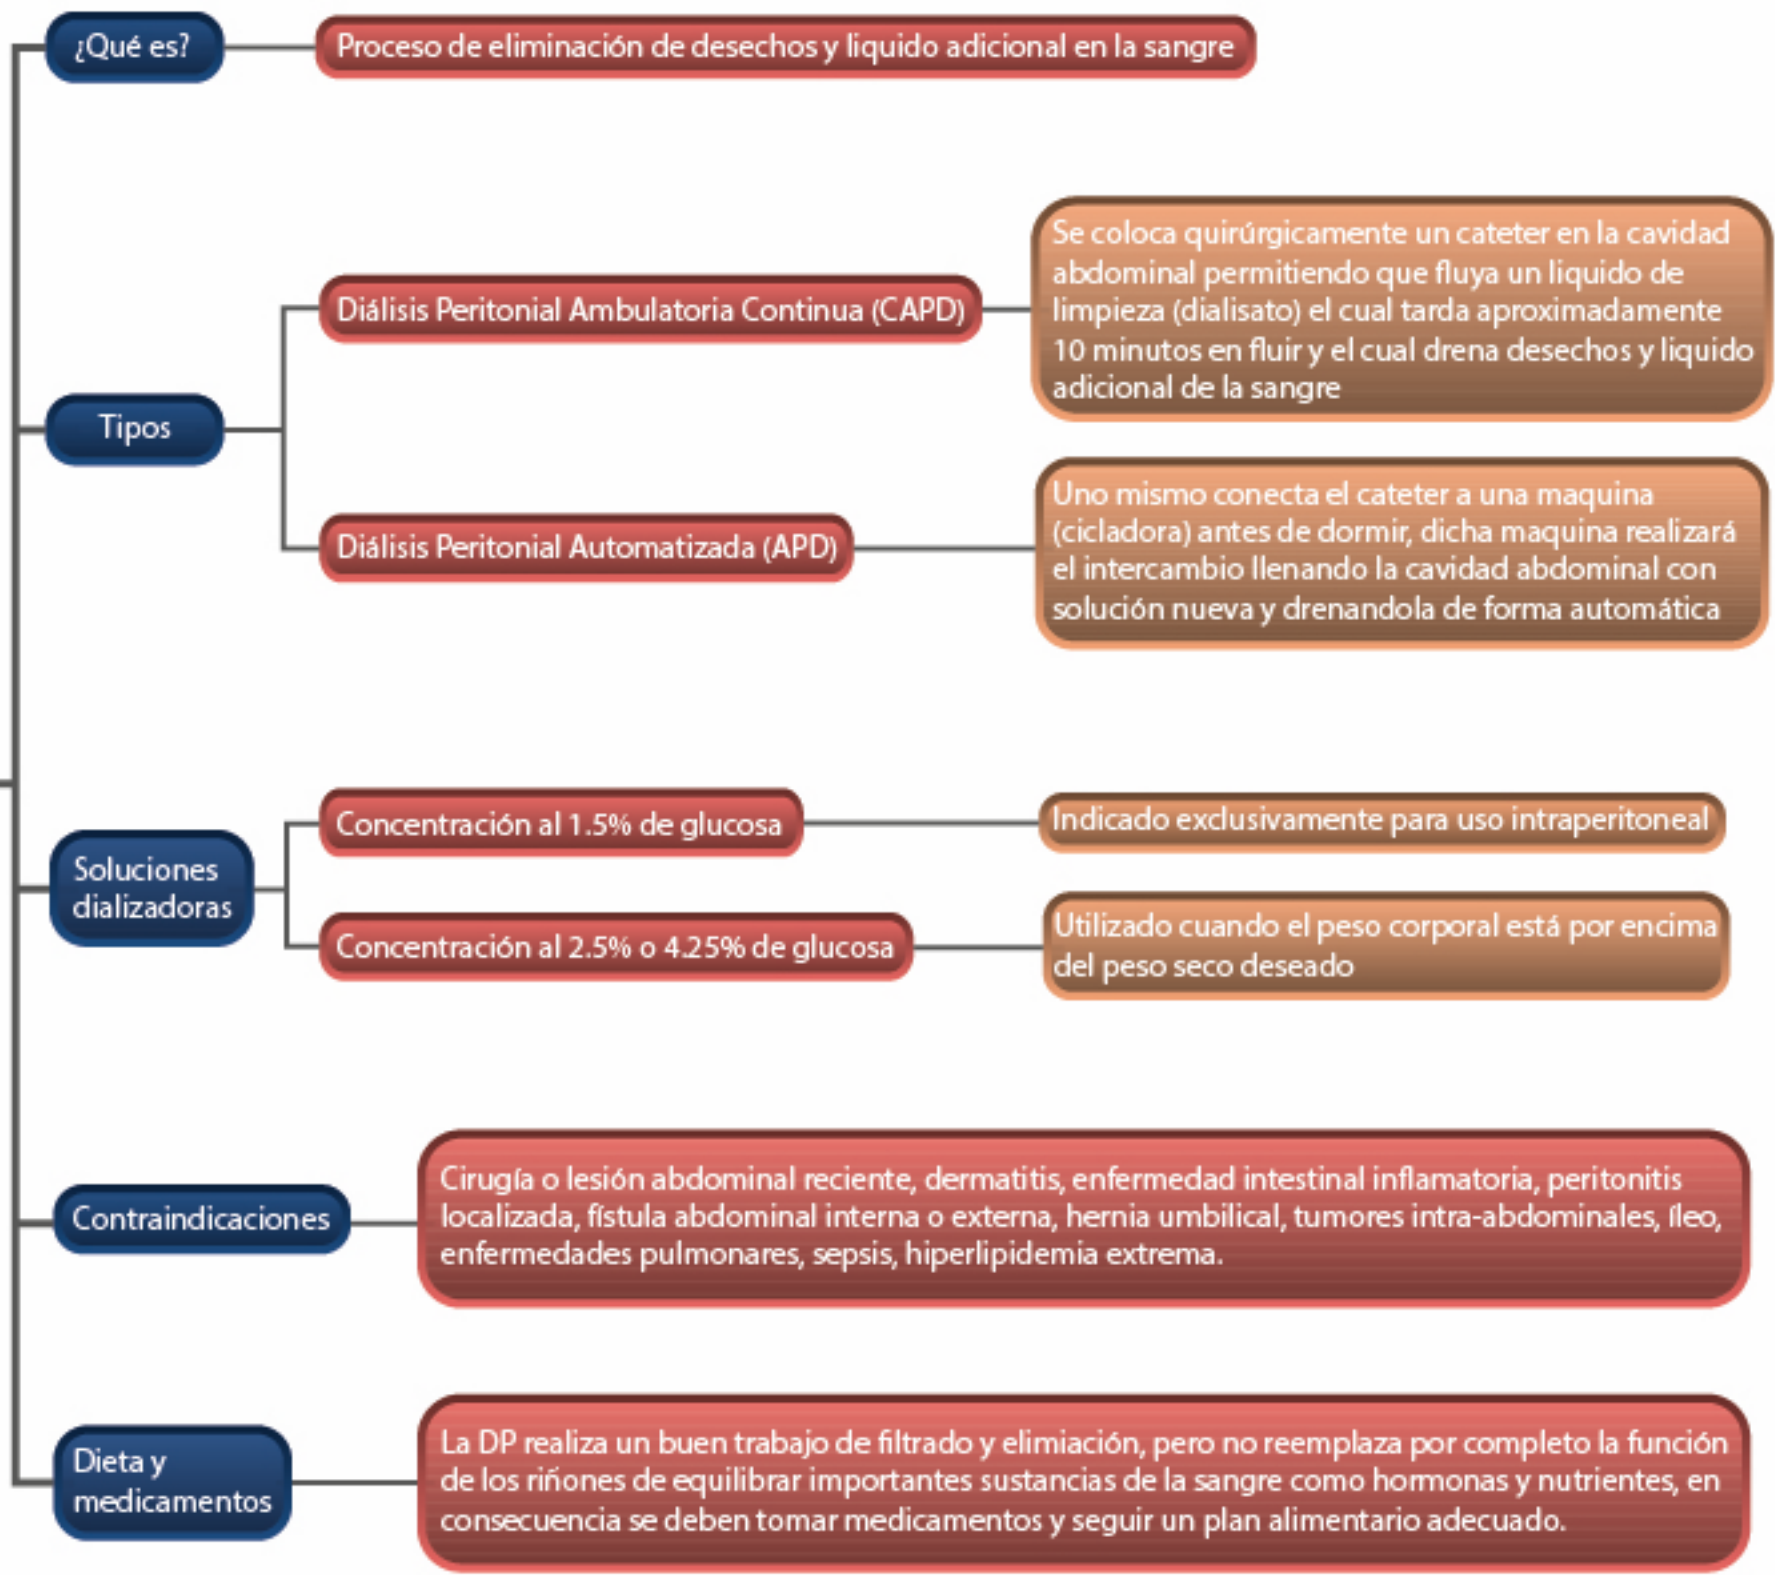 ¿Qué es?
Proceso de eliminación de desechos y liquido adicional en la sangre
Tipos
Diálisis Peritonial Ambulatoria Continua (CAPD)
Se coloca quirúrgicamente un cateter en la cavidad
abdominal permitiendo que fluya un liquido de
limpieza (dialisato) el cual tarda aproximadamente
10 minutos en fluir y el cual drena desechos y liquido
adicional de la sangre
Diálisis Peritonial Automatizada (APD)
Uno mismo conecta el cateter a una maquina
(cicladora) antes de dormir, dicha maquina realizará
el intercambio llenando la cavidad abdominal con
solución nueva y drenandola de forma automática
Soluciones
dializadoras
Concentración al 1.5% de glucosa
Indicado exclusivamente para uso intraperitoneal
Concentración al 2.5% o 4.25% de glucosa
Utilizado cuando el peso corporal está por encima
del peso seco deseado
Contraindicaciones
Cirugía o lesión abdominal reciente, dermatitis, enfermedad intestinal inflamatoria, peritonitis
localizada, fístula abdominal interna o externa, hernia umbilical, tumores intra-abdominales, íleo,
enfermedades pulmonares, sepsis, hiperlipidemia extrema.
Dieta y
medicamentos
La DP realiza un buen trabajo de filtrado y elimiación, pero no reemplaza por completo la función
de los riñones de equilibrar importantes sustancias de la sangre como hormonas y nutrientes, en
consecuencia se deben tomar medicamentos y seguir un plan alimentario adecuado.